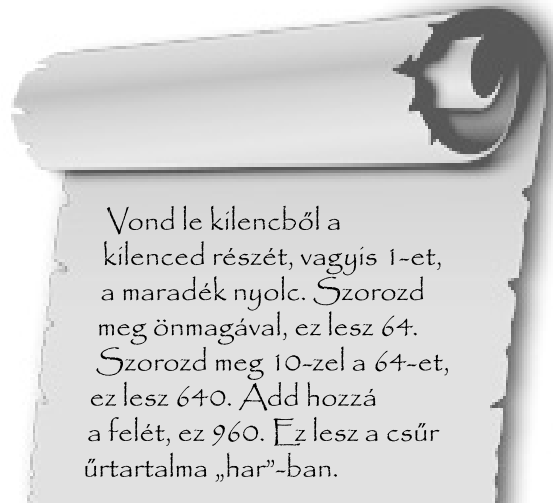 Vond le kilencből a
kilenced részét, vagyis 1-et,
a maradék nyolc. Szorozd
meg önmagával, ez lesz 64.
Szorozd meg 10-zel a 64-et,
ez lesz 640. Add hozzá
a felét, ez 960. Ez lesz a csűr
űrtartalma „har”-ban.